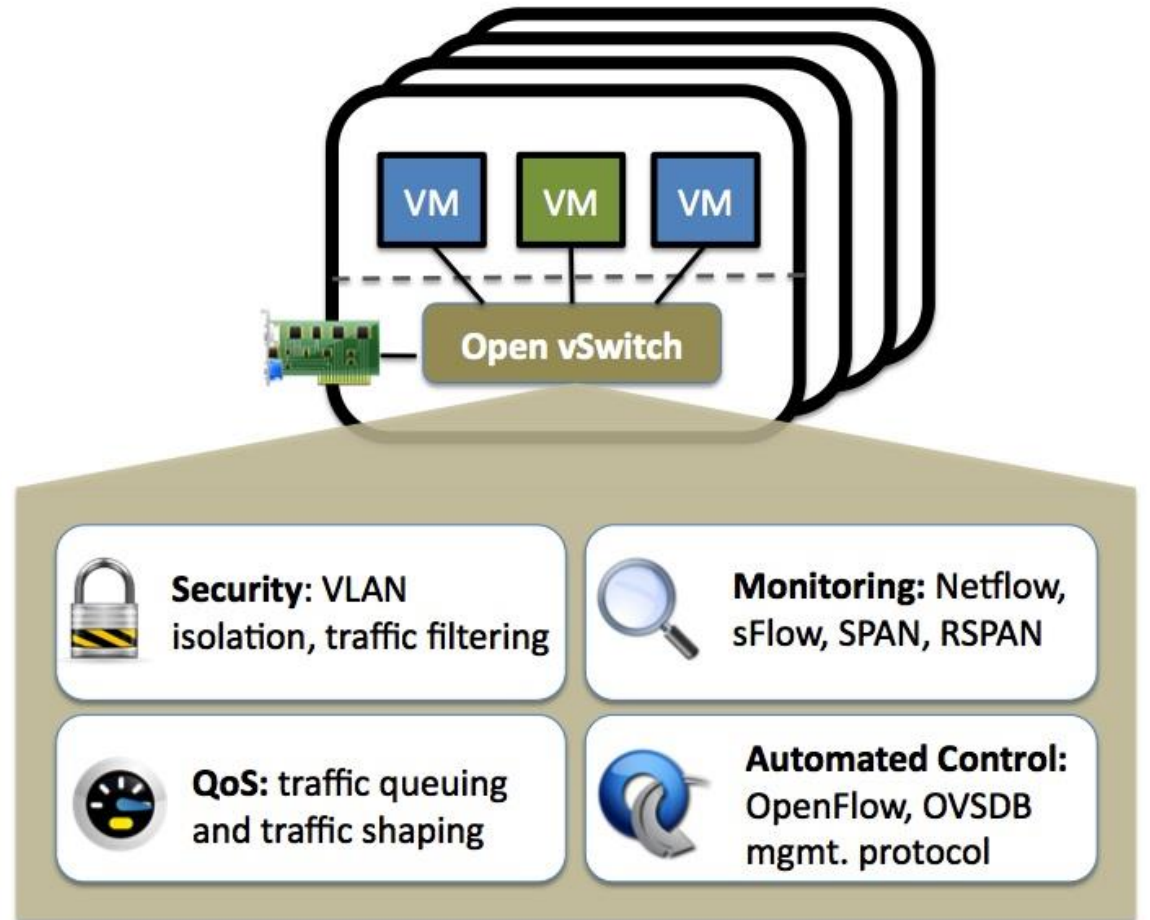 VM
VM
VM
Open vSwitch
Security: VLAN
isolation, traffic filtering
Monitoring: Netflow,
sFlow, SPAN, RSPAN
QoS: traffic queuing
and traffic shaping
Automated Control:
OpenFlow, OVSDB
mgmt. protocol